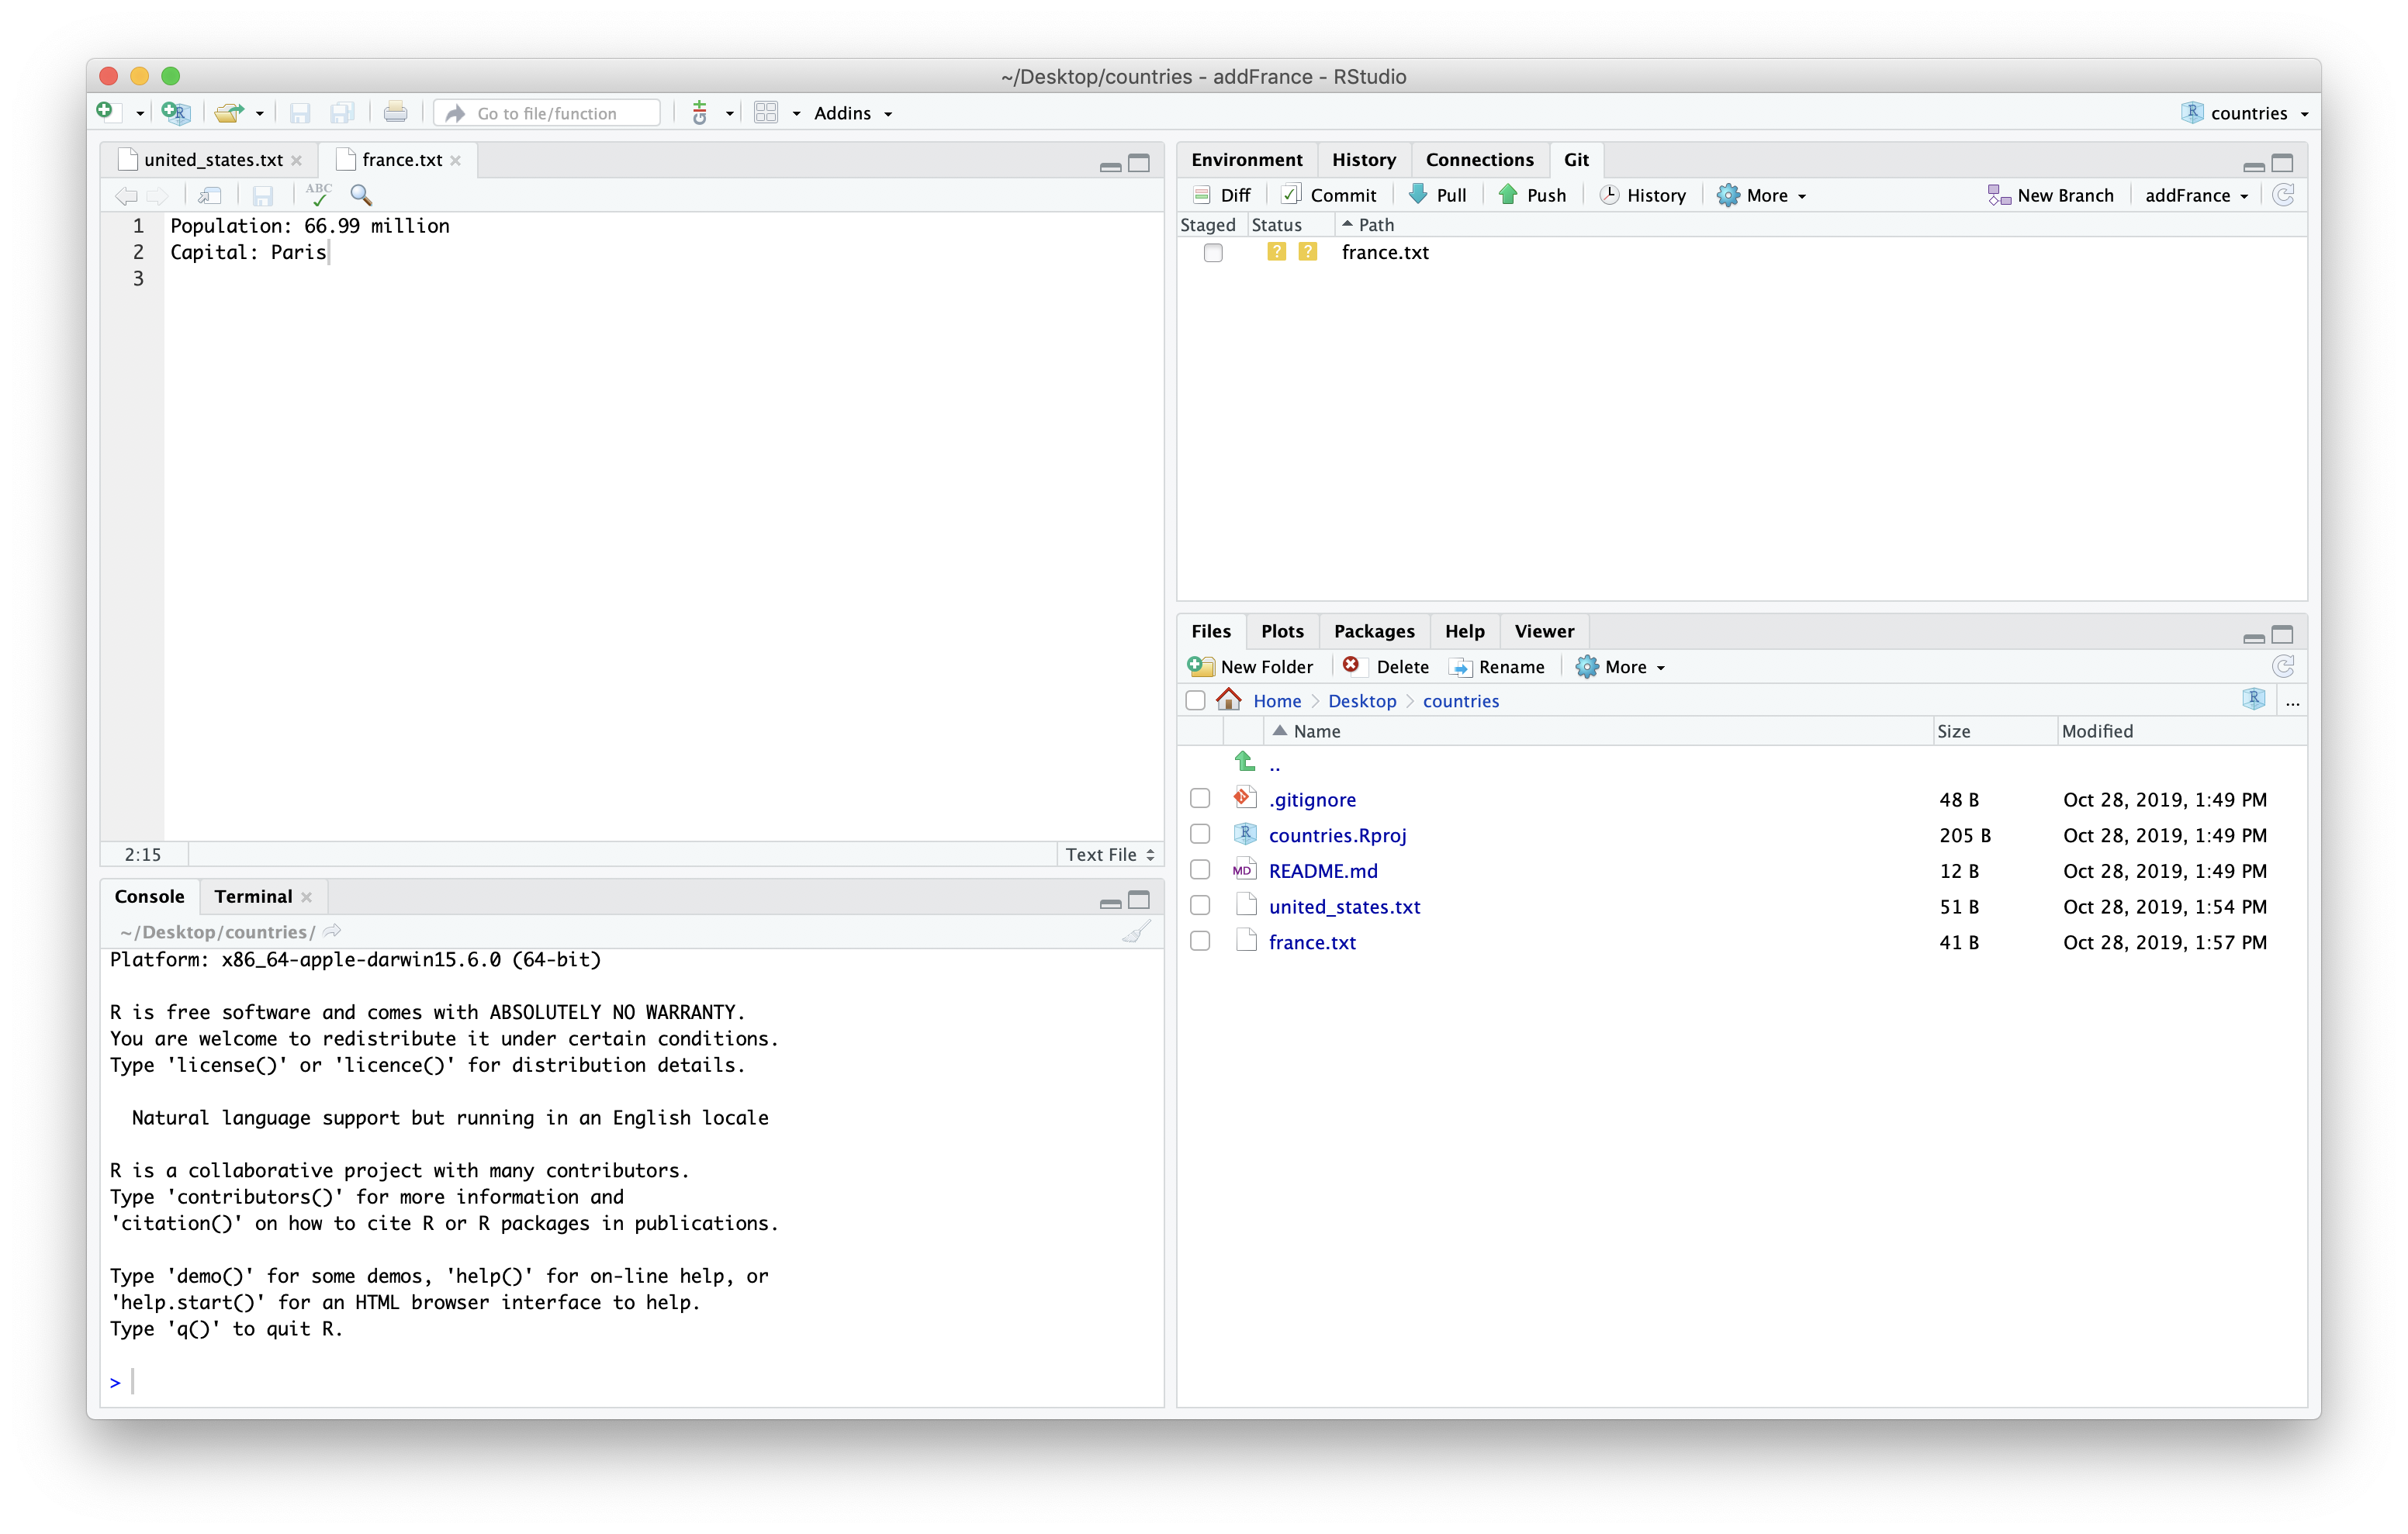 ~/Desktop/countries - addFrance - RStudio
Go to file/function
Addins
countries
united_states.txt
france.txt
ABC
1 Population: 66.99 million
2 Capital: Paris
3
2:15
Text File
Console
Terminal
~/Desktop/countries/
Platform: x86_64-apple-darwin15.6.0 (64-bit)
R is free software and comes with ABSOLUTELY NO WARRANTY.
You are welcome to redistribute it under certain conditions.
Type 'license()' or 'licence()' for distribution details.
Natural language support but running in an English locale
R is a collaborative project with many contributors.
Type 'contributors()' for more information and
'citation()' on how to cite R or R packages in publications.
Type 'demo()' for some demos, 'help()' for on-line help, or
'help.start()' for an HTML browser interface to help.
Type 'q()' to quit R.
>
Environment History Connections Git
Diff Commit Pull Push History More New Branch addFrance
Staged Status Path
? ? france.txt
Files Plots Packages Help Viewer
New Folder Delete Rename More
Home > Desktop > countries ...
Name Size Modified
..
.gitignore 48 B Oct 28, 2019, 1:49 PM
countries.Rproj 205 B Oct 28, 2019, 1:49 PM
README.md 12 B Oct 28, 2019, 1:49 PM
united_states.txt 51 B Oct 28, 2019, 1:54 PM
france.txt 41 B Oct 28, 2019, 1:57 PM